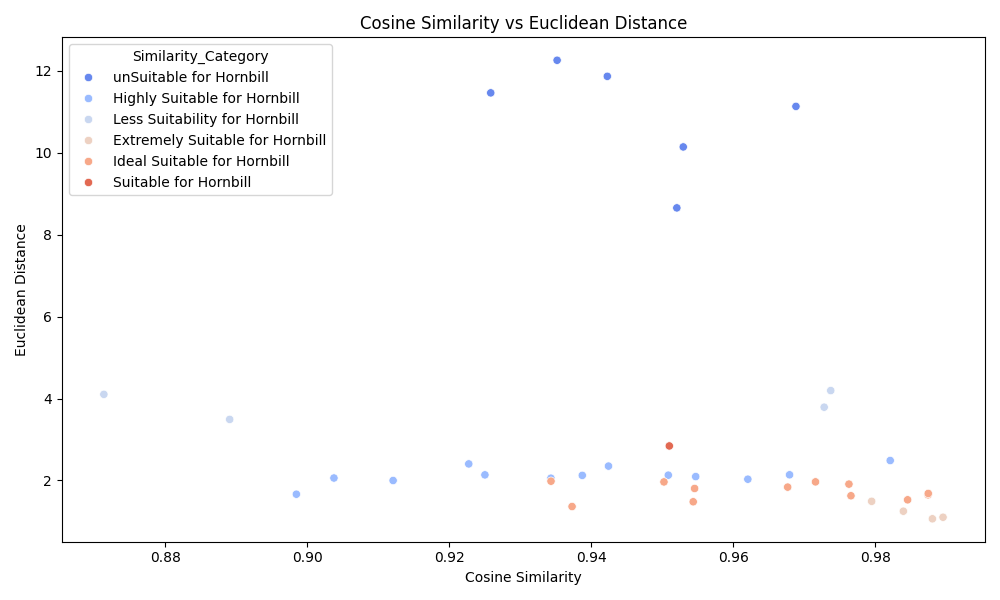 Cosine Similarity vs Euclidean Distance
Similarity_Category
unSuitable for Hornbill
Highly Suitable for Hornbill
Less Suitability for Hornbill
Extremely Suitable for Hornbill
Ideal Suitable for Hornbill
Suitable for Hornbill
Euclidean Distance
12
10
8
6
4
2
0.88 0.90 0.92 0.94 0.96 0.98
Cosine Similarity